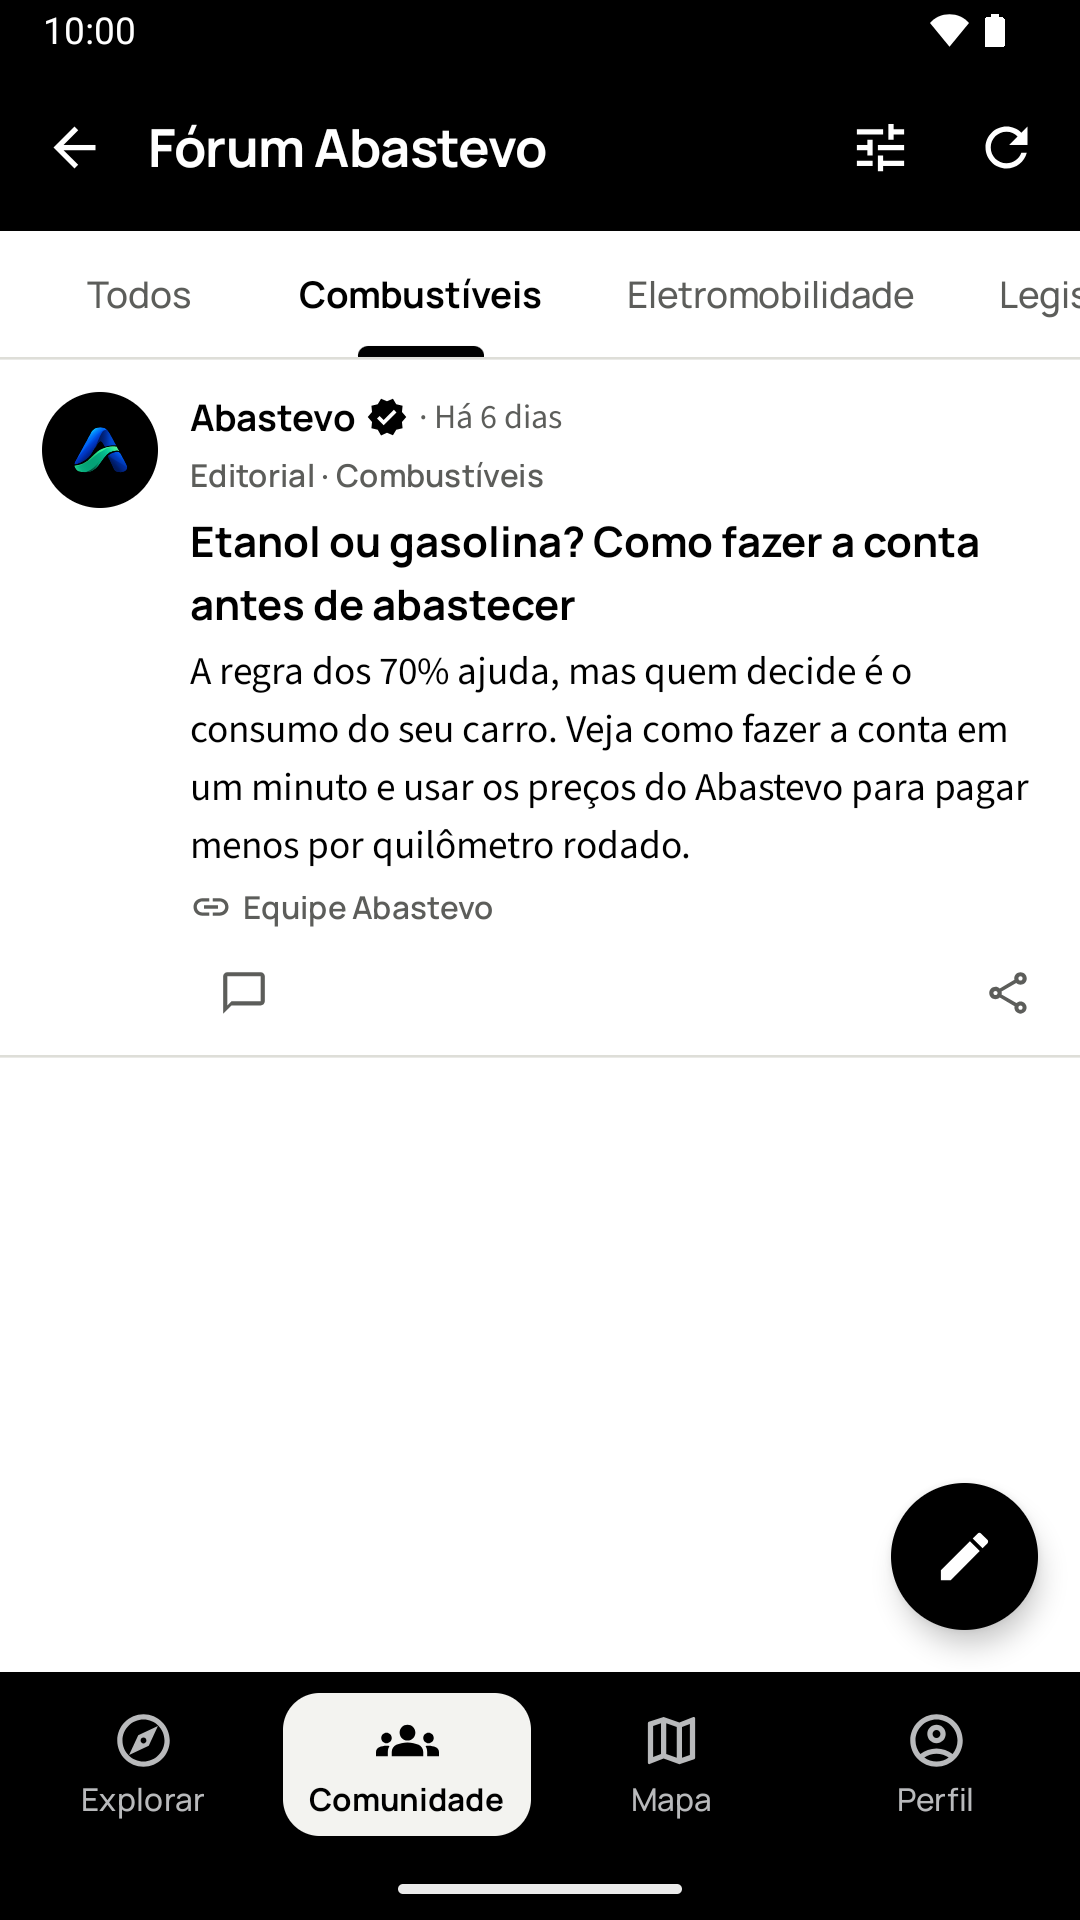 10:00
Fórum Abastevo
Todos
Combustíveis
Eletromobilidade
Legis
Abastevo · Há 6 dias
Editorial · Combustíveis
Etanol ou gasolina? Como fazer a conta
antes de abastecer
A regra dos 70% ajuda, mas quem decide é o
consumo do seu carro. Veja como fazer a conta em
um minuto e usar os preços do Abastevo para pagar
menos por quilômetro rodado.
Equipe Abastevo
Explorar
Comunidade
Mapa
Perfil